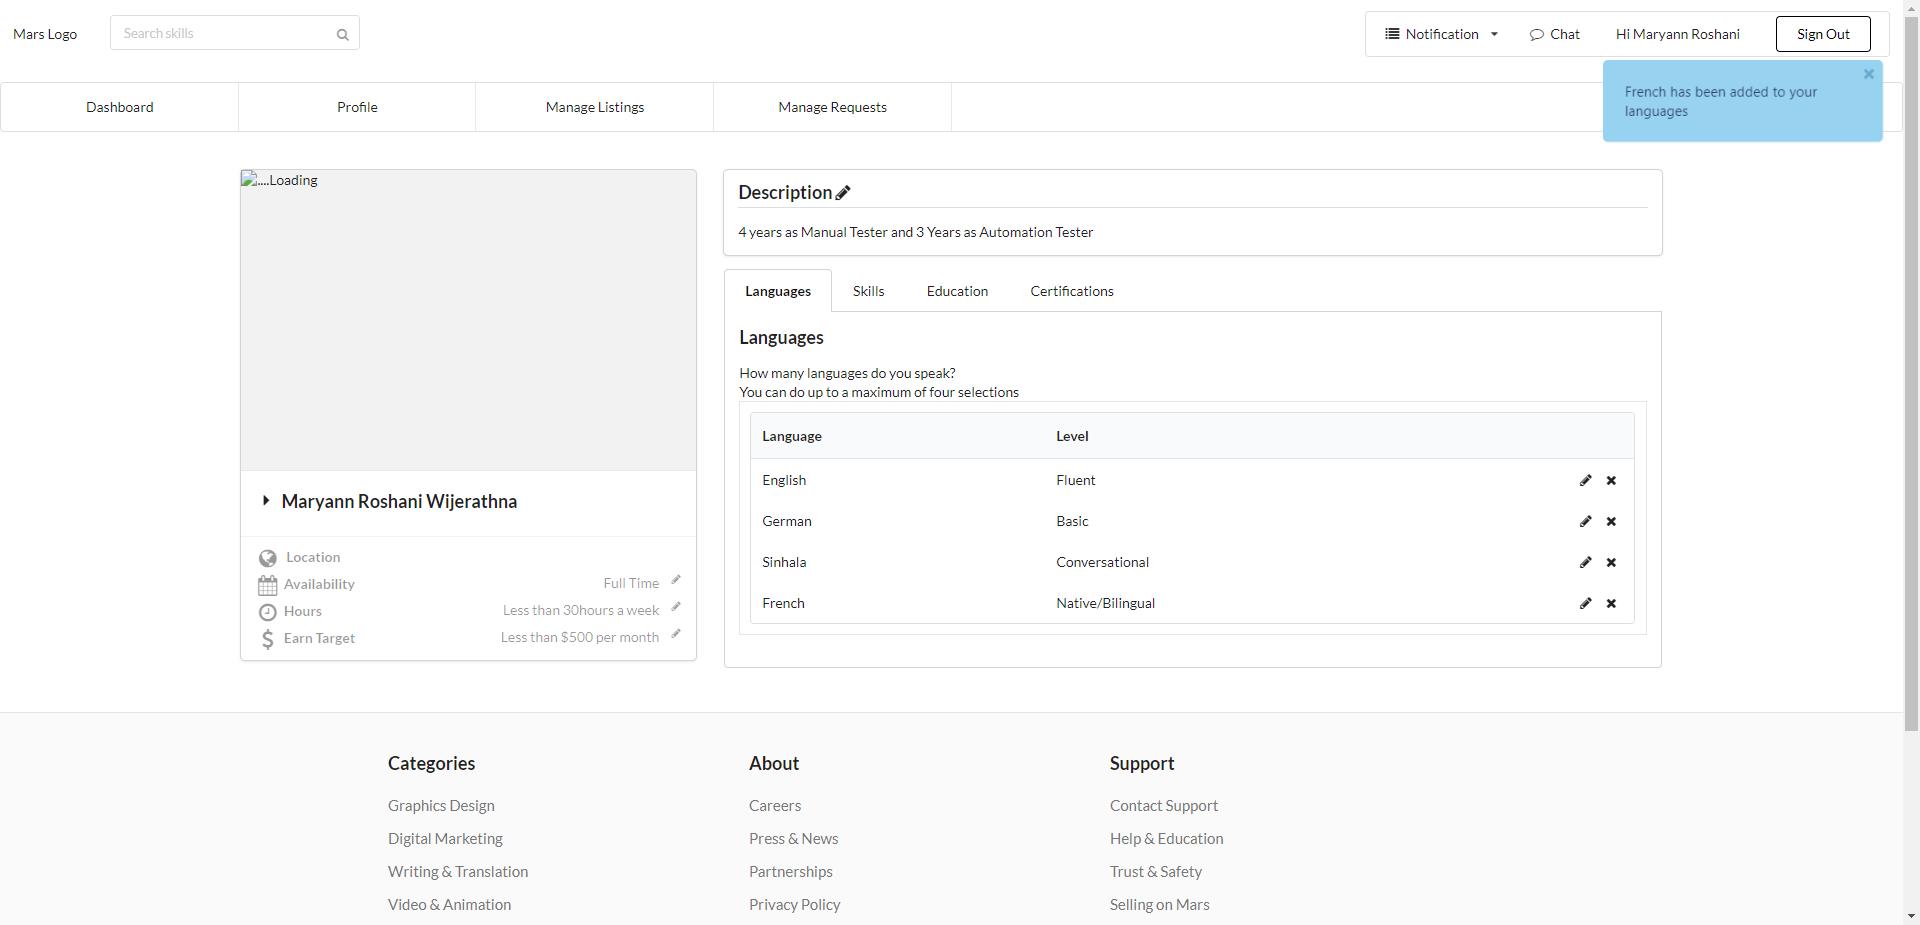 Mars Logo
Search skills
Notification
Chat
Hi Maryann Roshani
Sign Out
French has been added to your
languages
Dashboard
Profile
Manage Listings
Manage Requests
....Loading
Maryann Roshani Wijerathna
Location
Availability
Full Time
Hours
Less than 30hours a week
Earn Target
Less than $500 per month
Description
4 years as Manual Tester and 3 Years as Automation Tester
Languages
Skills
Education
Certifications
Languages
How many languages do you speak?
You can do up to a maximum of four selections
Language
Level
English
Fluent
German
Basic
Sinhala
Conversational
French
Native/Bilingual
Categories
Graphics Design
Digital Marketing
Writing & Translation
Video & Animation
About
Careers
Press & News
Partnerships
Privacy Policy
Support
Contact Support
Help & Education
Trust & Safety
Selling on Mars